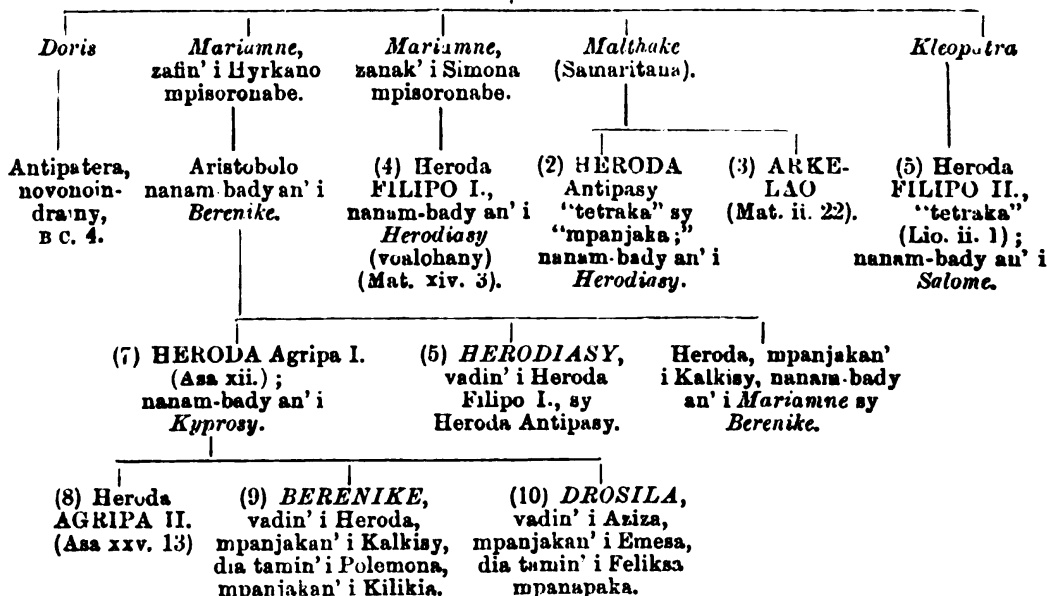 Doris
Mariamne,
zafin' i Hyrkano
mpisoronabe.
Mariamne,
zanak' i Simona
mpisoronabe.
Malthake
(Samaritana).
Kleopatra
Antipatera,
novonoin-
drainy,
B C. 4.
Aristobolo
nanam-bady an' i
Berenike.
(4) Heroda
FILIPO I.,
nanam-bady an' i
Herodiasy
(voalohany)
(Mat. xiv. 3).
(2) HERODA
Antipasy
“tetraka” sy
“mpanjaka;”
nanam-bady an' i
Herodiasy.
(3) ARKE-
LAO
(Mat. ii. 22).
(5) Heroda
FILIPO II.,
“tetraka”
(Lio. ii. 1) ;
nanam-bady an' i
Salome.
(7) HERODA Agripa I.
(Asa xii.) ;
nanam-bady an' i
Kyprosy.
(5) HERODIASY,
vadin' i Heroda
Filipo I., sy
Heroda Antipasy.
Heroda, mpanjakan'
i Kalkisy, nanam-bady
an' i Mariamne sy
Berenike.
(8) Heroda
AGRIPA II.
(Asa xxv. 13)
(9) BERENIKE,
vadin' i Heroda,
mpanjakan' i Kalkisy,
dia tamin' i Polemona,
mpanjakan' i Kilikia.
(10) DROSILA,
vadin' i Aziza,
mpanjakan' i Emesa,
dia tamin' i Feliksa
mpanapaka.